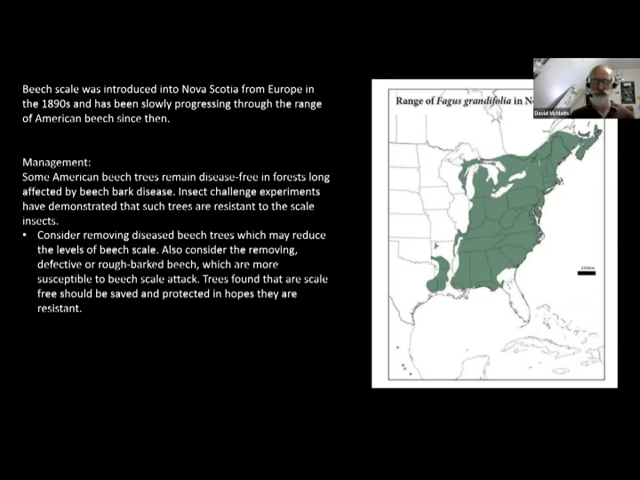 Beech scale was introduced into Nova Scotia from Europe in
the 1890s and has been slowly progressing through the range
of American beech since then.
Management:
Some American beech trees remain disease-free in forests long
affected by beech bark disease. Insect challenge experiments
have demonstrated that such trees are resistant to the scale
insects.
• Consider removing diseased beech trees which may reduce
the levels of beech scale. Also consider the removing,
defective or rough-barked beech, which are more
susceptible to beech scale attack. Trees found that are scale
free should be saved and protected in hopes they are
resistant.
Range of Fagus grandifolia in N
David